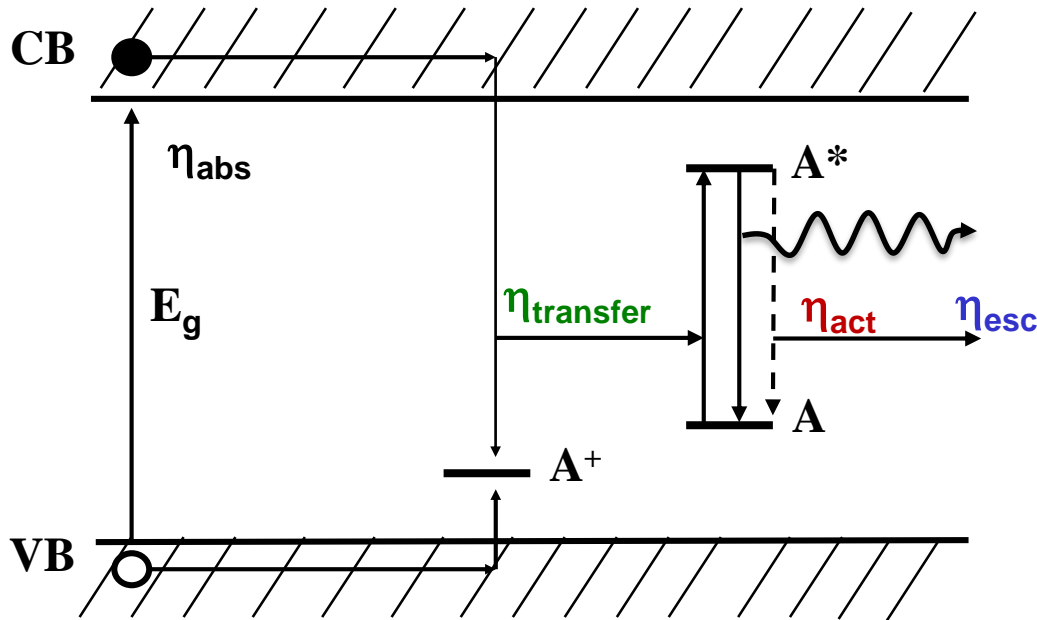 CB
η_abs
A*
E_g
η_transfer
η_act
η_esc
A
A⁺
VB